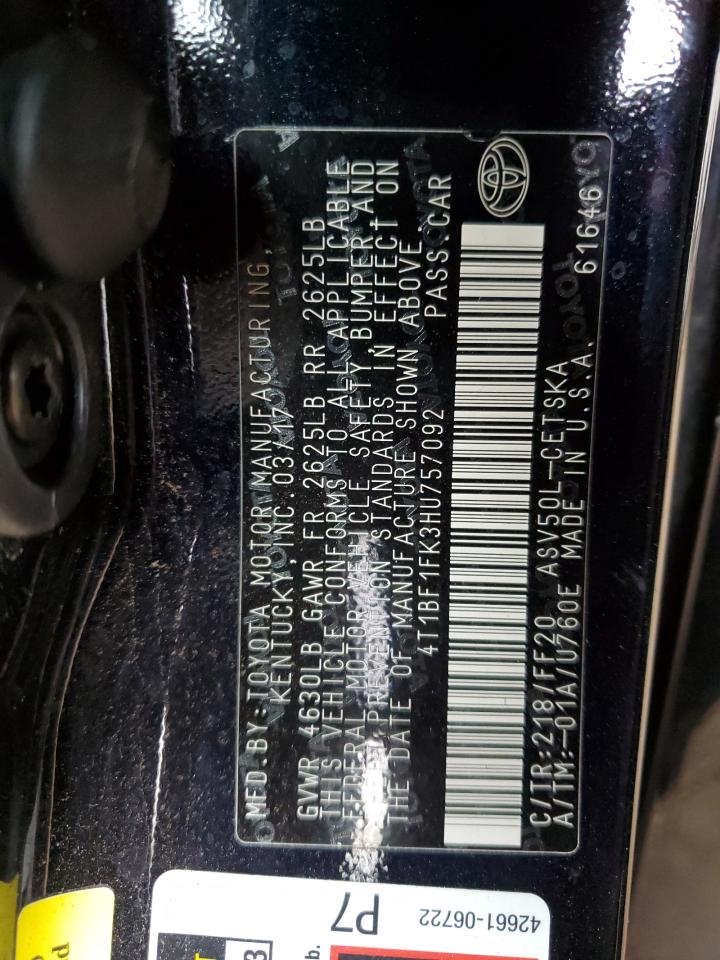 MFD.BY:TOYOTA MOTOR MANUFACTURING,
KENTUCKY, INC. 03/17
GVWR 4630LB GAWR FR 2625LB RR 2625LB
THIS VEHICLE CONFORMS TO ALL APPLICABLE
FEDERAL MOTOR VEHICLE SAFETY, BUMPER, AND
THEFT PREVENTION STANDARDS IN EFFECT ON
THE DATE OF MANUFACTURE SHOWN ABOVE.
4T1BF1FK3HU757092 PASS.CAR
C/TR:218/FF20 ASV50L-CETSKA
A/TM:-01A/U760E MADE IN U.S.A. 61646
P7
42661-06722